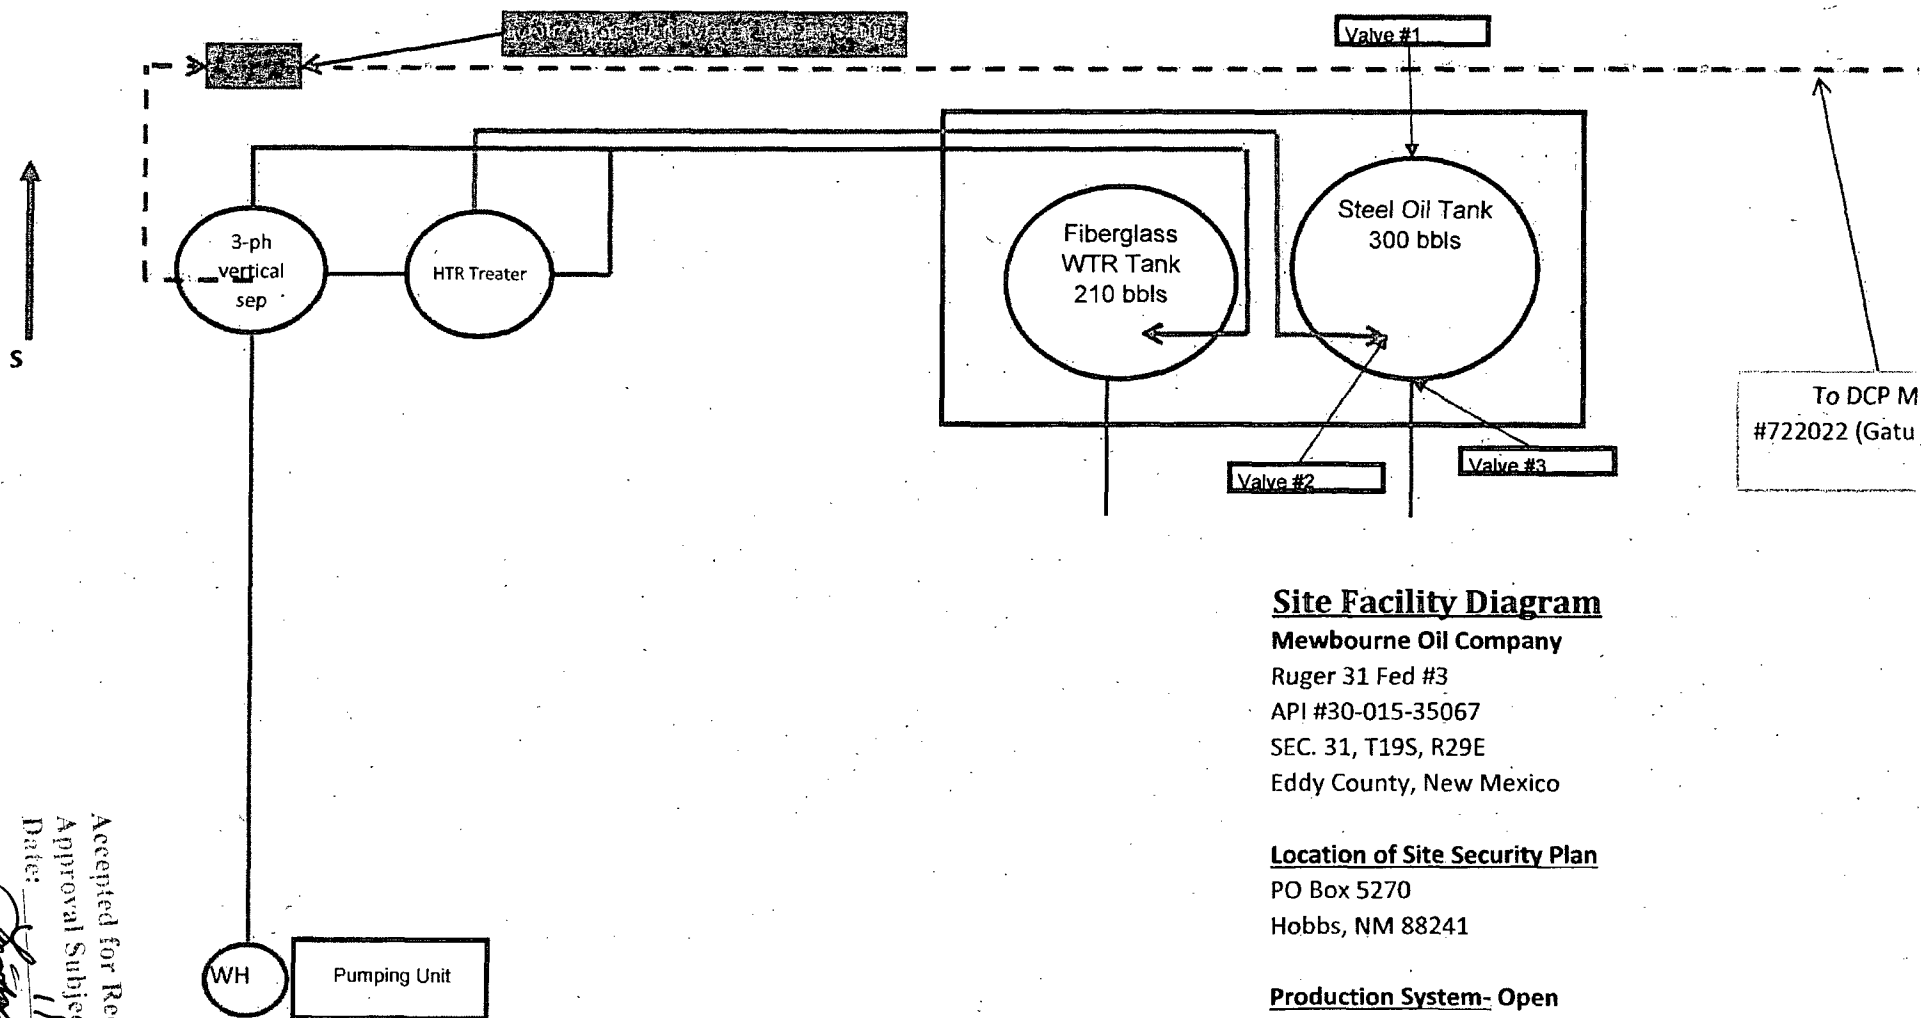 Valve #1
S
3-ph
vertical
sep
HTR Treater
Fiberglass
WTR Tank
210 bbls
Steel Oil Tank
300 bbls
To DCP M
#722022 (Gatu
Valve #2
Valve #3
Site Facility Diagram
Mewbourne Oil Company
Ruger 31 Fed #3
API #30-015-35067
SEC. 31, T19S, R29E
Eddy County, New Mexico
Location of Site Security Plan
PO Box 5270
Hobbs, NM 88241
Production System- Open
WH
Pumping Unit
Accepted for Rec
Approval Subjec
Date: